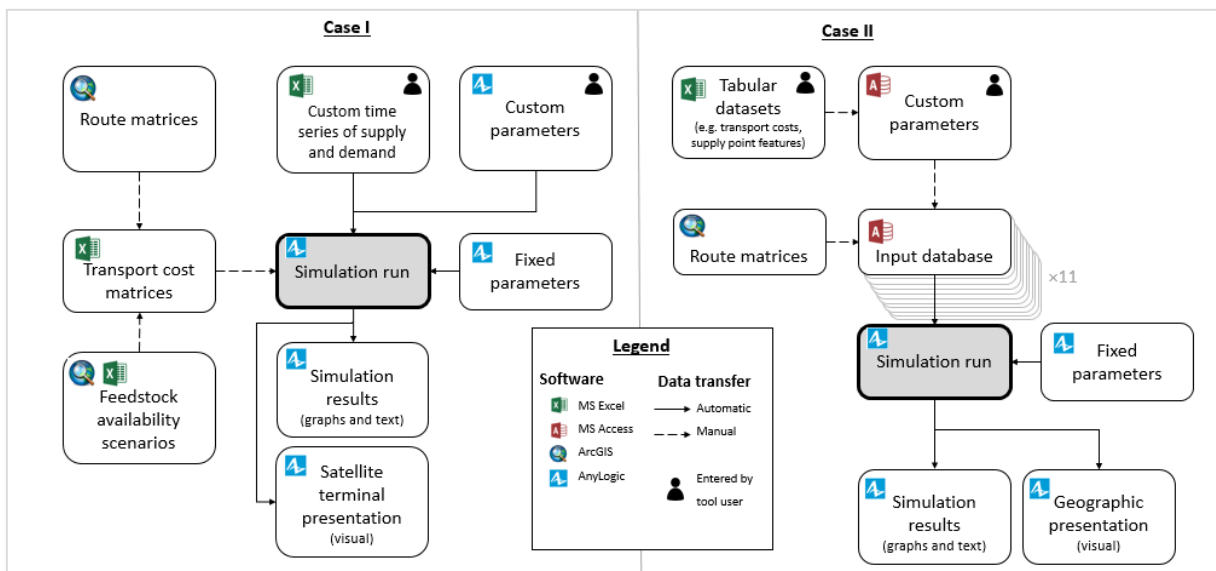 Case I
Route matrices
Custom time
series of supply
and demand
Custom
parameters
Transport cost
matrices
Simulation run
Fixed
parameters
Feedstock
availability
scenarios
Simulation
results
(graphs and text)
Satellite
terminal
presentation
(visual)
Legend
Software
Data transfer
MS Excel
Automatic
MS Access
Manual
ArcGIS
AnyLogic
Entered by
tool user
Case II
Tabular
datasets
(e.g. transport costs,
supply point features)
Custom
parameters
Route matrices
Input database
×11
Simulation run
Fixed
parameters
Simulation
results
(graphs and text)
Geographic
presentation
(visual)